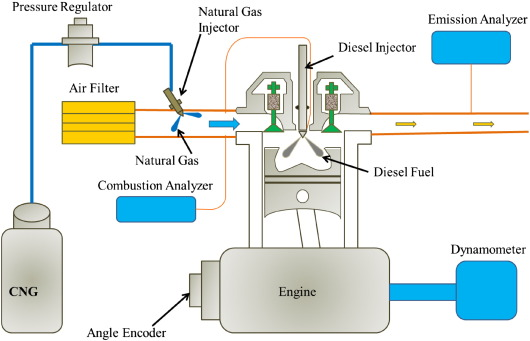 Pressure Regulator
Natural Gas
Injector
Emission Analyzer
Diesel Injector
Air Filter
Natural Gas
Diesel Fuel
Combustion Analyzer
Dynamometer
CNG
Engine
Angle Encoder